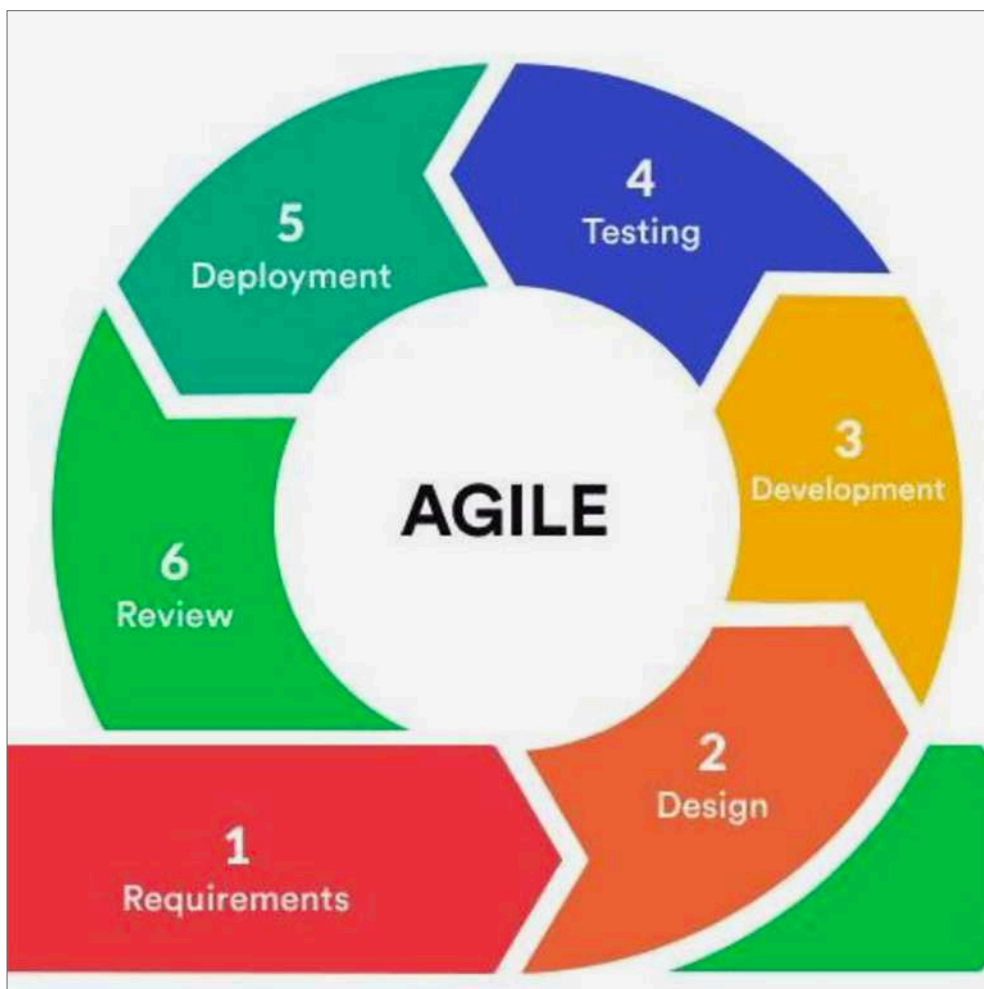 5
Deployment
4
Testing
3
Development
AGILE
6
Review
2
Design
1
Requirements